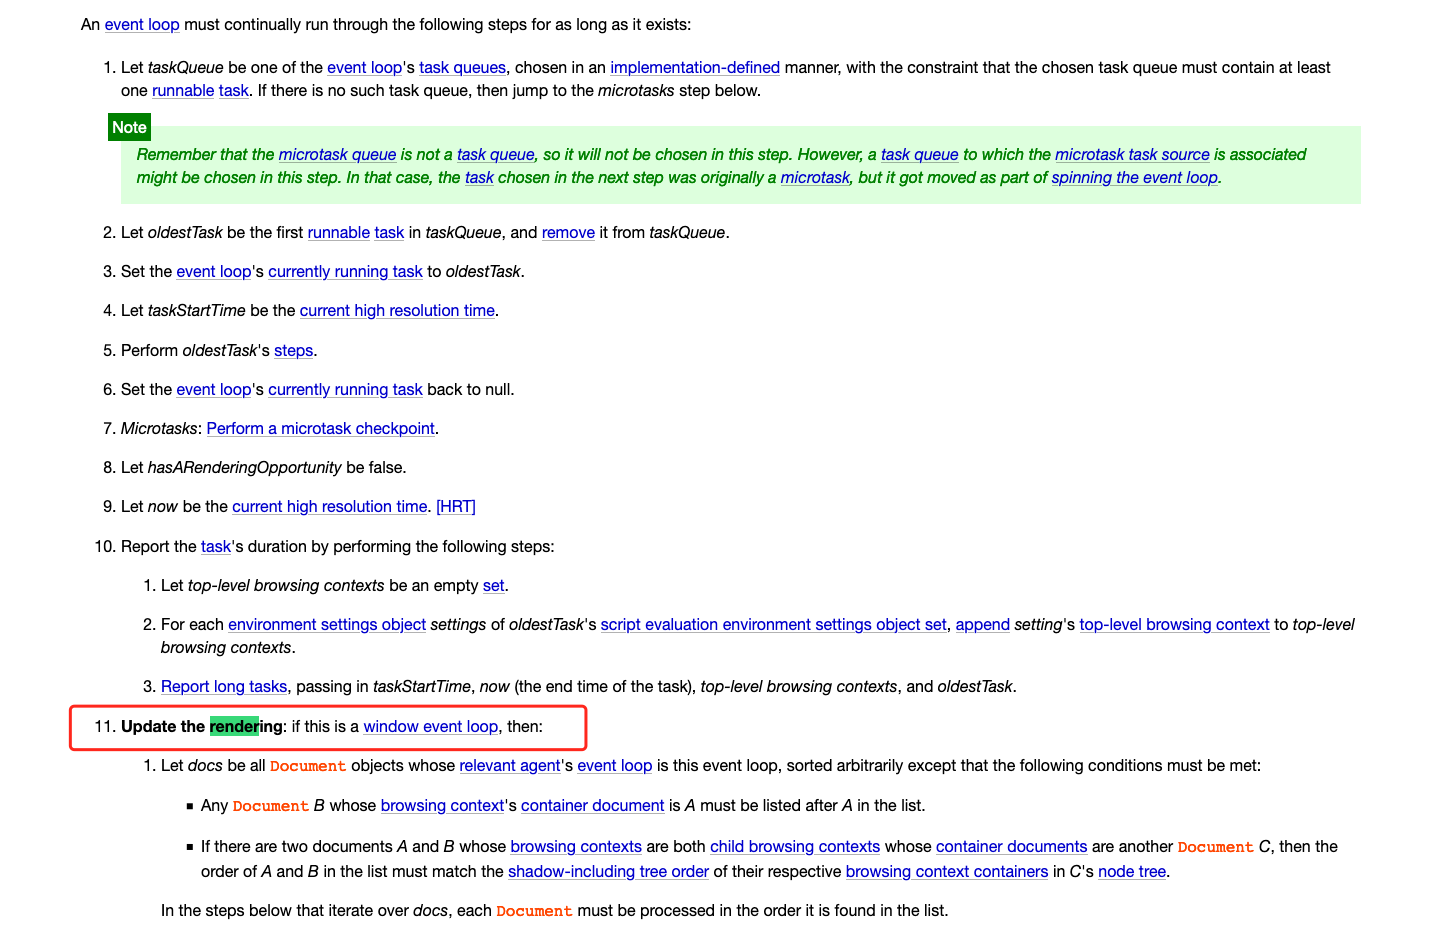 An event loop must continually run through the following steps for as long as it exists:
1. Let taskQueue be one of the event loop's task queues, chosen in an implementation-defined manner, with the constraint that the chosen task queue must contain at least
one runnable task. If there is no such task queue, then jump to the microtasks step below.
Note
Remember that the microtask queue is not a task queue, so it will not be chosen in this step. However, a task queue to which the microtask task source is associated
might be chosen in this step. In that case, the task chosen in the next step was originally a microtask, but it got moved as part of spinning the event loop.
2. Let oldestTask be the first runnable task in taskQueue, and remove it from taskQueue.
3. Set the event loop's currently running task to oldestTask.
4. Let taskStartTime be the current high resolution time.
5. Perform oldestTask's steps.
6. Set the event loop's currently running task back to null.
7. Microtasks: Perform a microtask checkpoint.
8. Let hasARenderingOpportunity be false.
9. Let now be the current high resolution time. [HRT]
10. Report the task's duration by performing the following steps:
1. Let top-level browsing contexts be an empty set.
2. For each environment settings object settings of oldestTask's script evaluation environment settings object set, append setting's top-level browsing context to top-level
browsing contexts.
3. Report long tasks, passing in taskStartTime, now (the end time of the task), top-level browsing contexts, and oldestTask.
11. Update the rendering: if this is a window event loop, then:
1. Let docs be all Document objects whose relevant agent's event loop is this event loop, sorted arbitrarily except that the following conditions must be met:
▪ Any Document B whose browsing context's container document is A must be listed after A in the list.
▪ If there are two documents A and B whose browsing contexts are both child browsing contexts whose container documents are another Document C, then the
order of A and B in the list must match the shadow-including tree order of their respective browsing context containers in C's node tree.
In the steps below that iterate over docs, each Document must be processed in the order it is found in the list.